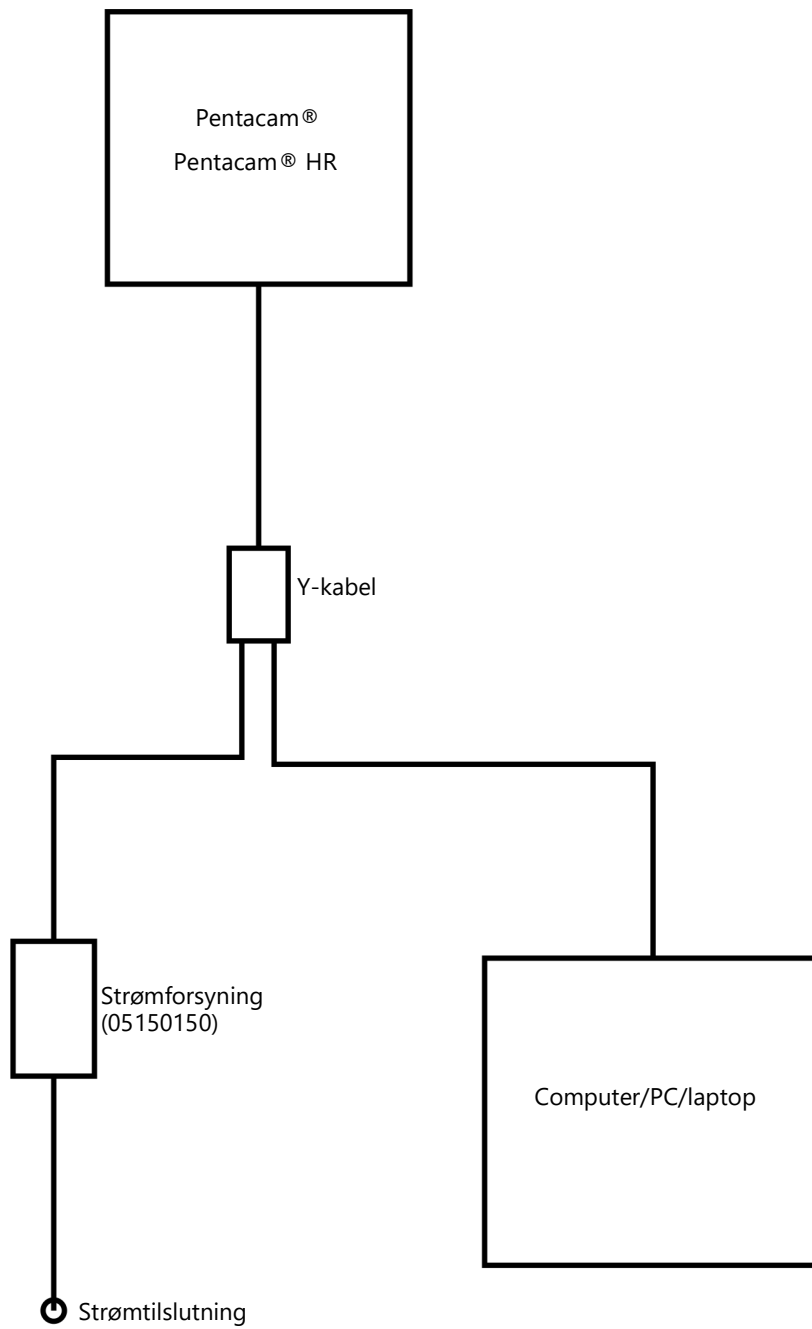 Pentacam®
Pentacam® HR
Y-kabel
Strømforsyning
(05150150)
Computer/PC/laptop
Strømtilslutning